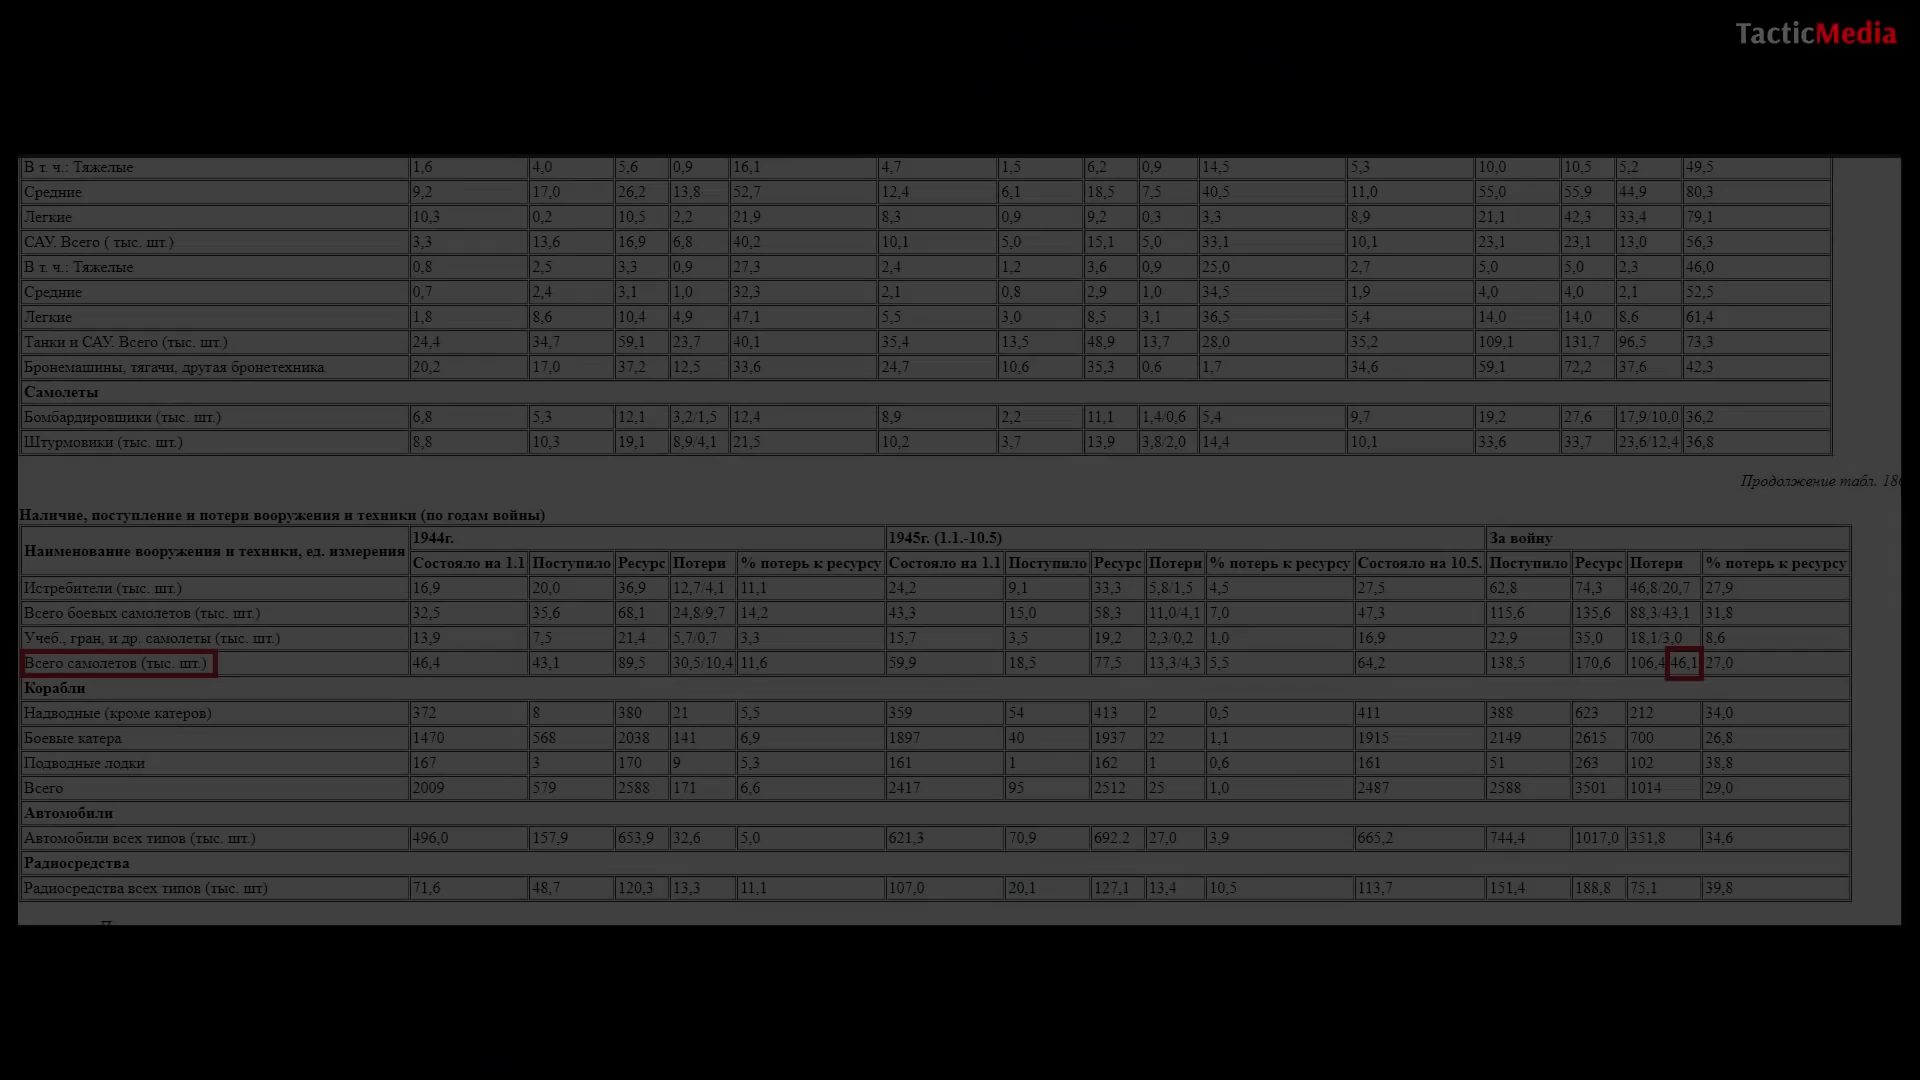 TacticMedia
В т. ч.: Тяжелые 1,6 4,0 5,6 0,9 16,1 4,7 1,5 6,2 0,9 14,5 5,3 10,0 10,5 5,2 49,5
Средние 9,2 17,0 26,2 13,8 52,7 12,4 6,1 18,5 7,5 40,5 11,0 55,0 55,9 44,9 80,3
Легкие 10,3 0,2 10,5 2,2 21,9 8,3 0,9 9,2 0,3 3,3 8,9 21,1 42,3 33,4 79,1
САУ. Всего ( тыс. шт.) 3,3 13,6 16,9 6,8 40,2 10,1 5,0 15,1 5,0 33,1 10,1 23,1 23,1 13,0 56,3
В т. ч.: Тяжелые 0,8 2,5 3,3 0,9 27,3 2,4 1,2 3,6 0,9 25,0 2,7 5,0 5,0 2,3 46,0
Средние 0,7 2,4 3,1 1,0 32,3 2,1 0,8 2,9 1,0 34,5 1,9 4,0 4,0 2,1 52,5
Легкие 1,8 8,6 10,4 4,9 47,1 5,5 3,0 8,5 3,1 36,5 5,4 14,0 14,0 8,6 61,4
Танки и САУ. Всего (тыс. шт.) 24,4 34,7 59,1 23,7 40,1 35,4 13,5 48,9 13,7 28,0 35,2 109,1 131,7 96,5 73,3
Бронемашины, тягачи, другая бронетехника 20,2 17,0 37,2 12,5 33,6 24,7 10,6 35,3 0,6 1,7 34,6 59,1 72,2 37,6 42,3
Самолеты
Бомбардировщики (тыс. шт.) 6,8 5,3 12,1 3,2/1,5 12,4 8,9 2,2 11,1 1,4/0,6 5,4 9,7 19,2 27,6 17,9/10,0 36,2
Штурмовики (тыс. шт.) 8,8 10,3 19,1 8,9/4,1 21,5 10,2 3,7 13,9 3,8/2,0 14,4 10,1 33,6 33,7 23,6/12,4 36,8
Продолжение табл. 186
Наличие, поступление и потери вооружения и техники (по годам войны)
Наименование вооружения и техники, ед. измерения 1944г. 1945г. (1.1.-10.5) За войну
Состояло на 1.1 Поступило Ресурс Потери % потерь к ресурсу Состояло на 1.1 Поступило Ресурс Потери % потерь к ресурсу Состояло на 10.5. Поступило Ресурс Потери % потерь к ресурсу
Истребители (тыс. шт.) 16,9 20,0 36,9 12,7/4,1 11,1 24,2 9,1 33,3 5,8/1,5 4,5 27,5 62,8 74,3 46,8/20,7 27,9
Всего боевых самолетов (тыс. шт.) 32,5 35,6 68,1 24,8/9,7 14,2 43,3 15,0 58,3 11,0/4,1 7,0 47,3 115,6 135,6 88,3/43,1 31,8
Учеб., гран, и др. самолеты (тыс. шт.) 13,9 7,5 21,4 5,7/0,7 3,3 15,7 3,5 19,2 2,3/0,2 1,0 16,9 22,9 35,0 18,1/3,0 8,6
Всего самолетов (тыс. шт.) 46,4 43,1 89,5 30,5/10,4 11,6 59,9 18,5 77,5 13,3/4,3 5,5 64,2 138,5 170,6 106,4 46,1 27,0
Корабли
Надводные (кроме катеров) 372 8 380 21 5,5 359 54 413 2 0,5 411 388 623 212 34,0
Боевые катера 1470 568 2038 141 6,9 1897 40 1937 22 1,1 1915 2149 2615 700 26,8
Подводные лодки 167 3 170 9 5,3 161 1 162 1 0,6 161 51 263 102 38,8
Всего 2009 579 2588 171 6,6 2417 95 2512 25 1,0 2487 2588 3501 1014 29,0
Автомобили
Автомобили всех типов (тыс. шт.) 496,0 157,9 653,9 32,6 5,0 621,3 70,9 692.2 27,0 3,9 665,2 744,4 1017,0 351,8 34,6
Радиосредства
Радиосредства всех типов (тыс. шт) 71,6 48,7 120,3 13,3 11,1 107,0 20,1 127,1 13,4 10,5 113,7 151,4 188,8 75,1 39,8